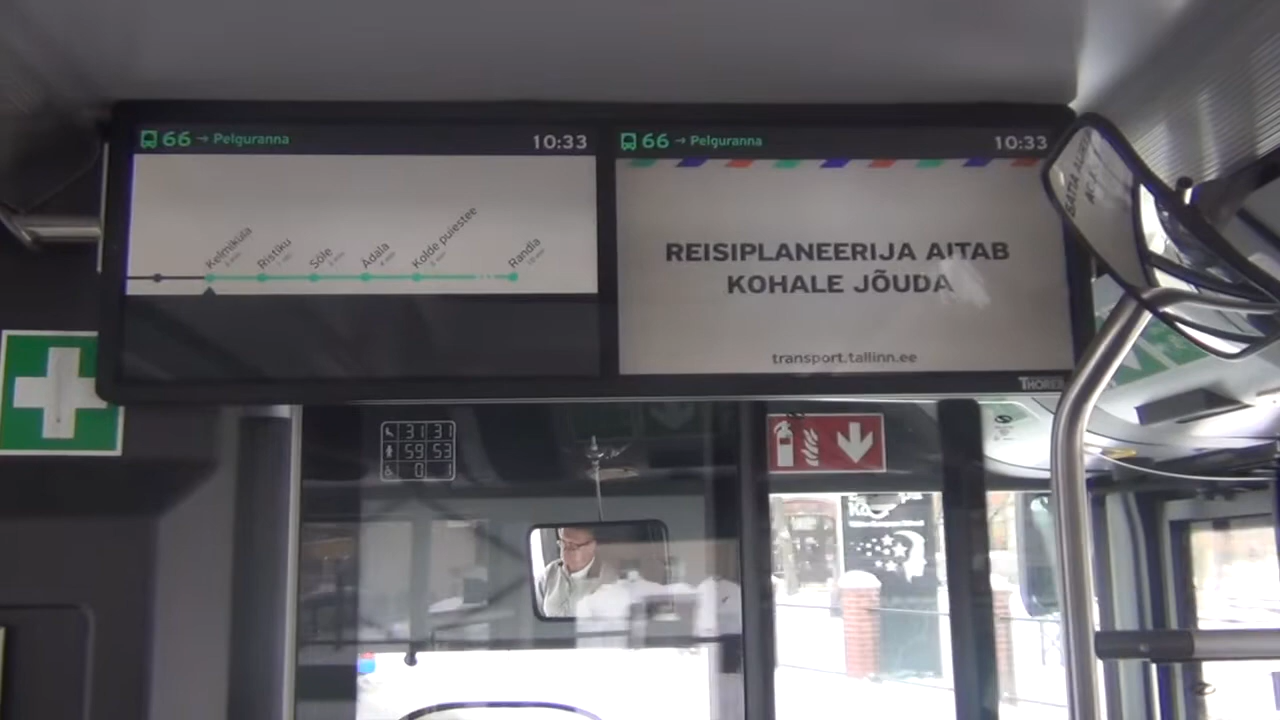 66 → Pelguranna 10:33
Kelmiküla
Ristiku
Sõle
Ädala
Kolde puiestee
Randla
66 → Pelguranna 10:33
REISIPLANEERIJA AITAB
KOHALE JÕUDA
transport.tallinn.ee
THOREB
31 31
59 53
0 1